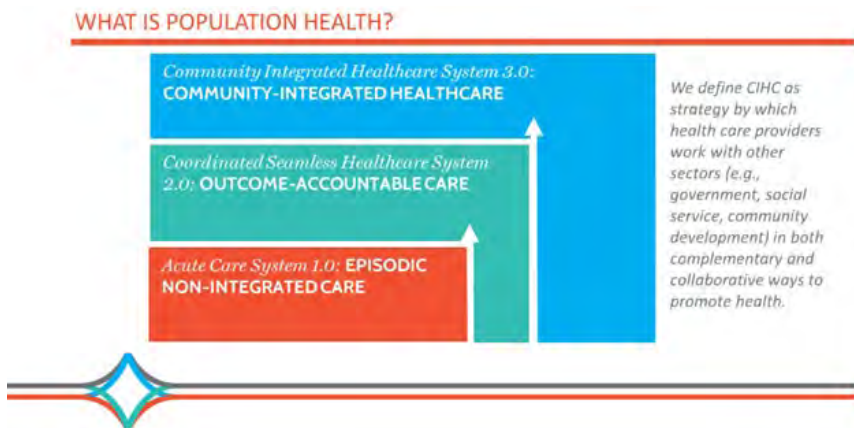 WHAT IS POPULATION HEALTH?
Community Integrated Healthcare System 3.0:
COMMUNITY-INTEGRATED HEALTHCARE
Coordinated Seamless Healthcare System
2.0: OUTCOME-ACCOUNTABLE CARE
Acute Care System 1.0: EPISODIC
NON-INTEGRATED CARE
We define CIHC as
strategy by which
health care providers
work with other
sectors (e.g.,
government, social
service, community
development) in both
complementary and
collaborative ways to
promote health.